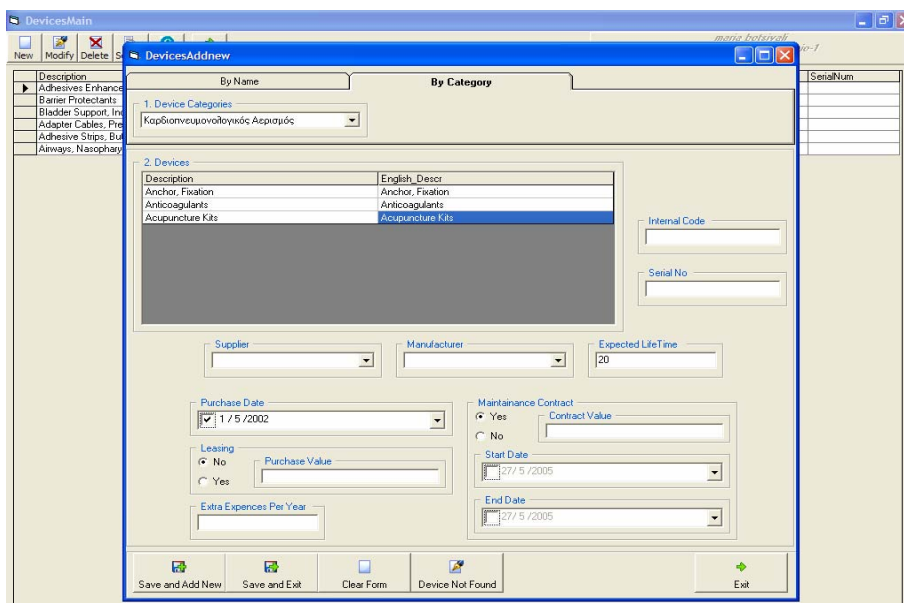 DevicesMain
New Modify Delete
maria botsivali
Description SerialNum
Adhesives Enhance
Barrier Protectants
Bladder Support, Inc
Adapter Cables, Pre
Adhesive Strips, But
Airways, Nasophary
DevicesAddnew
By Name By Category
1. Device Categories
Καρδιοπνευμονολογικός Αερισμός
2. Devices
Description English_Descr
Anchor, Fixation Anchor, Fixation
Anticoagulants Anticoagulants
Acupuncture Kits Acupuncture Kits
Internal Code
Serial No
Supplier Manufacturer Expected LifeTime
20
Purchase Date
1 / 5 /2002
Maintainance Contract
Yes Contract Value
No
Leasing
No Purchase Value
Yes
Start Date
27/ 5 /2005
Extra Expences Per Year
End Date
27/ 5 /2005
Save and Add New Save and Exit Clear Form Device Not Found Exit